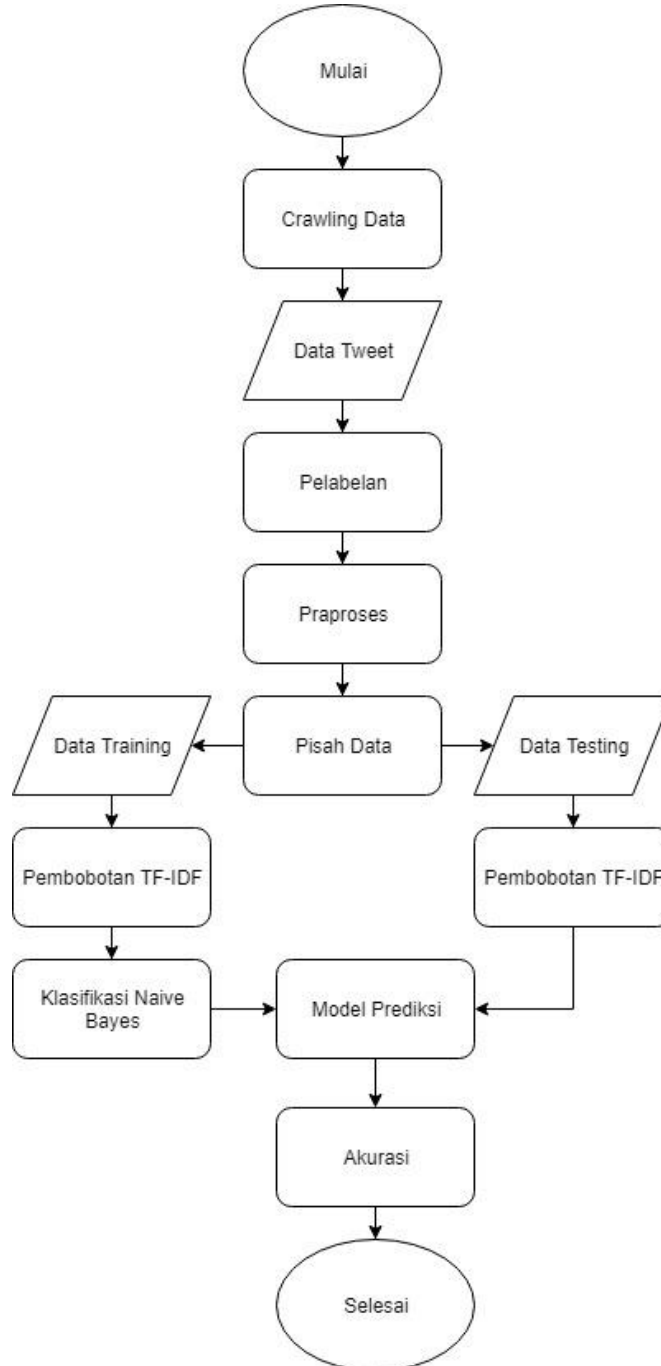 Mulai
Crawling Data
Data Tweet
Pelabelan
Praproses
Data Training
Pisah Data
Data Testing
Pembobotan TF-IDF
Pembobotan TF-IDF
Klasifikasi Naive
Bayes
Model Prediksi
Akurasi
Selesai